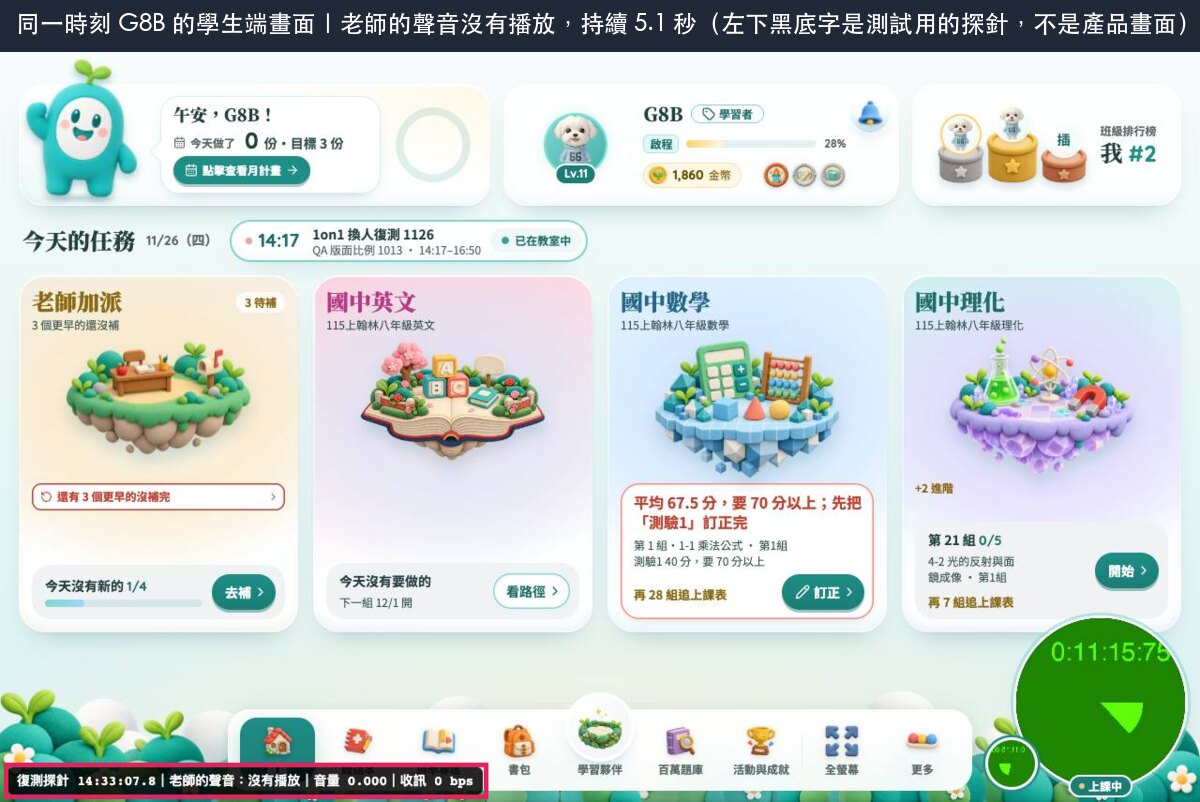 同一時刻 G8B 的學生端畫面｜老師的聲音沒有播放，持續 5.1 秒（左下黑底字是測試用的探針，不是產品畫面）
午安，G8B！
今天做了 0 份・目標 3 份
點擊查看月計畫 →
66
Lv.11
G8B 學習者
啟程 28%
1,860 金幣
插
班級排行榜
我 #2
今天的任務 11/26（四）
14:17 1on1 換人復測 1126
QA 版面比例 1013 ・ 14:17–16:50
已在教室中
老師加派 3 待補
3 個更早的還沒補
還有 3 個更早的沒補完
今天沒有新的 1/4
去補
國中英文
115上翰林八年級英文
A
B C
今天沒有要做的
下一組 12/1 開
看路徑
國中數學
115上翰林八年級數學
平均 67.5 分，要 70 分以上；先把
「測驗1」訂正完
第 1 組・1-1 乘法公式 ・ 第1組
測驗1 40 分，要 70 分以上
再 28 組追上課表
訂正
國中理化
115上翰林八年級理化
+2 進階
第 21 組 0/5
4-2 光的反射與面
鏡成像 ・ 第1組
再 7 組追上課表
開始
0:11:15:75
書包
學習夥伴
百萬題庫
活動與成就
全螢幕
更多
上課中
復測探針 14:33:07.8｜老師的聲音：沒有播放｜音量 0.000｜收訊 0 bps